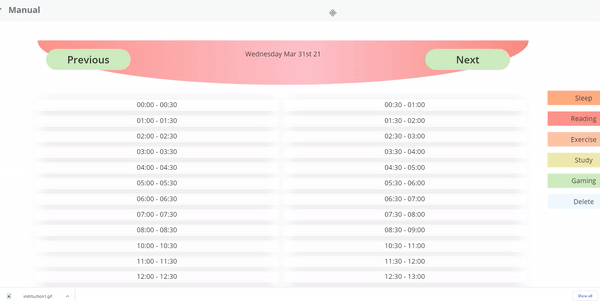 Manual
Wednesday Mar 31st 21
Previous
Next
00:00 - 00:30
00:30 - 01:00
01:00 - 01:30
01:30 - 02:00
02:00 - 02:30
02:30 - 03:00
03:00 - 03:30
03:30 - 04:00
04:00 - 04:30
04:30 - 05:00
05:00 - 05:30
05:30 - 06:00
06:00 - 06:30
06:30 - 07:00
07:00 - 07:30
07:30 - 08:00
08:00 - 08:30
08:30 - 09:00
10:00 - 10:30
10:30 - 11:00
11:00 - 11:30
11:30 - 12:00
12:00 - 12:30
12:30 - 13:00
Sleep
Reading
Exercise
Study
Gaming
Delete
instruction1.gif
Show all